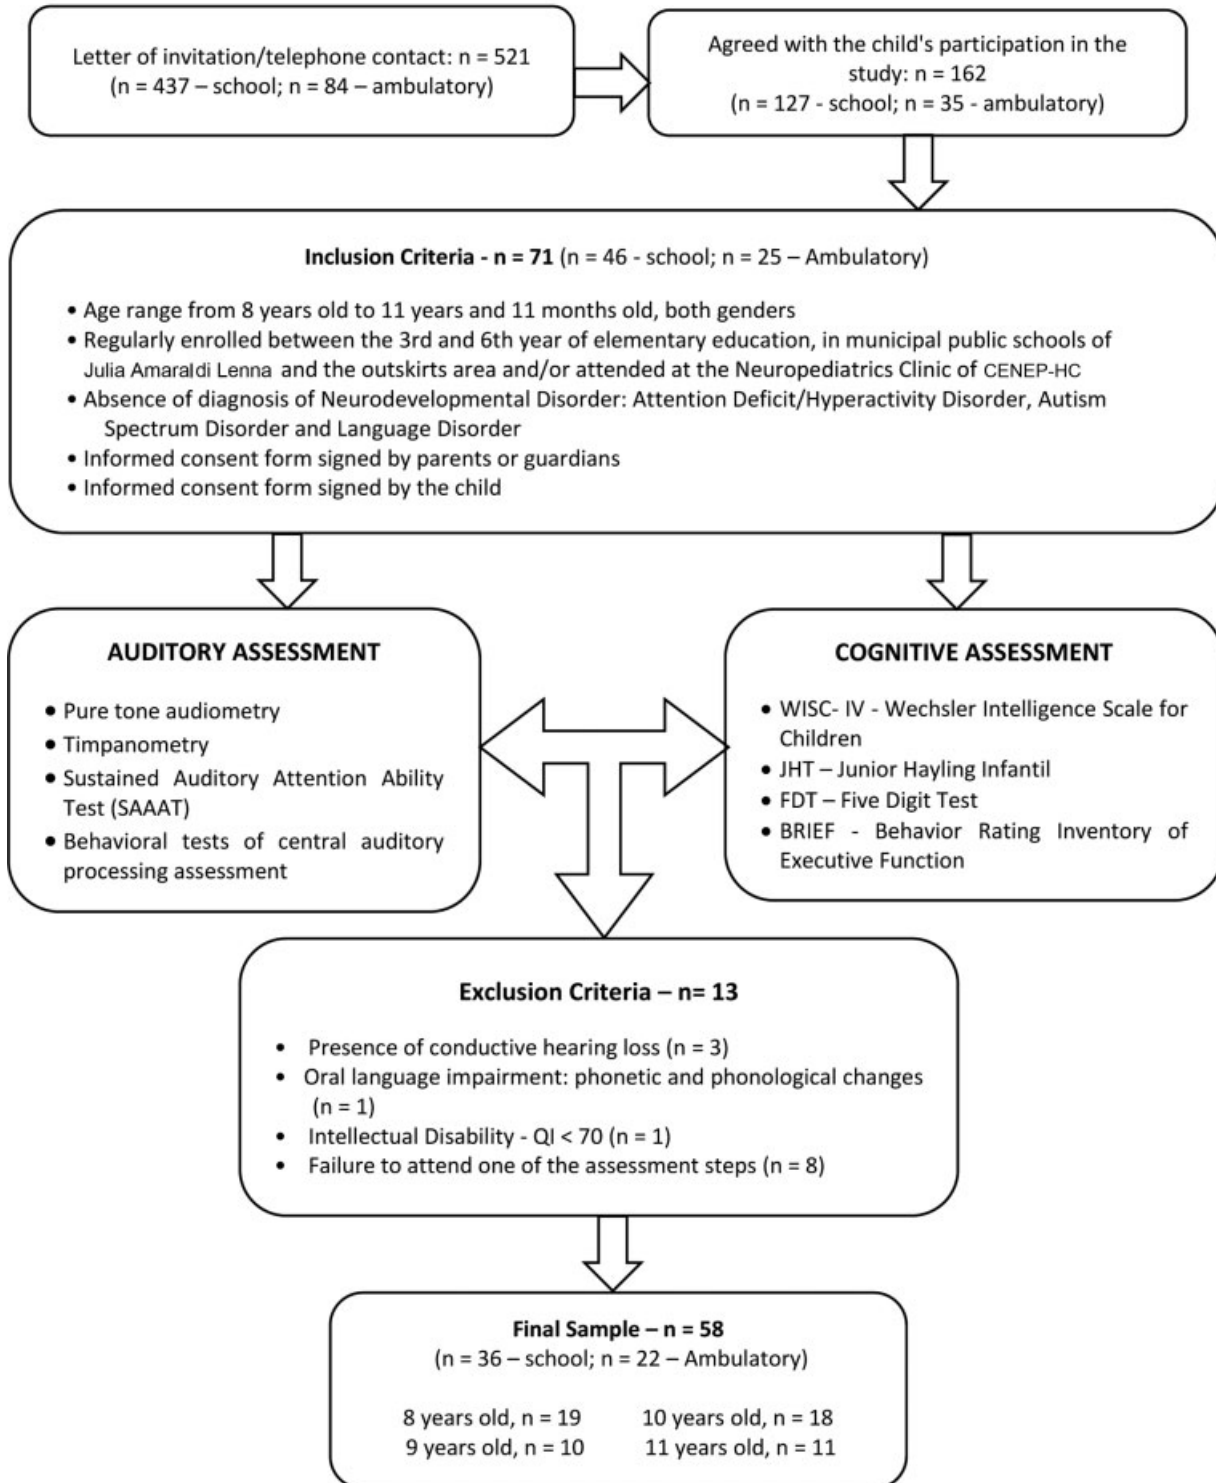 Letter of invitation/telephone contact: n = 521
(n = 437 – school; n = 84 – ambulatory)
Agreed with the child's participation in the
study: n = 162
(n = 127 - school; n = 35 - ambulatory)
Inclusion Criteria - n = 71 (n = 46 - school; n = 25 – Ambulatory)
• Age range from 8 years old to 11 years and 11 months old, both genders
• Regularly enrolled between the 3rd and 6th year of elementary education, in municipal public schools of
Julia Amaraldi Lenna and the outskirts area and/or attended at the Neuropediatrics Clinic of CENEP-HC
• Absence of diagnosis of Neurodevelopmental Disorder: Attention Deficit/Hyperactivity Disorder, Autism
Spectrum Disorder and Language Disorder
• Informed consent form signed by parents or guardians
• Informed consent form signed by the child
AUDITORY ASSESSMENT
• Pure tone audiometry
• Timpanometry
• Sustained Auditory Attention Ability
Test (SAAAT)
• Behavioral tests of central auditory
processing assessment
COGNITIVE ASSESSMENT
• WISC- IV - Wechsler Intelligence Scale for
Children
• JHT – Junior Hayling Infantil
• FDT – Five Digit Test
• BRIEF - Behavior Rating Inventory of
Executive Function
Exclusion Criteria – n= 13
• Presence of conductive hearing loss (n = 3)
• Oral language impairment: phonetic and phonological changes
(n = 1)
• Intellectual Disability - QI < 70 (n = 1)
• Failure to attend one of the assessment steps (n = 8)
Final Sample – n = 58
(n = 36 – school; n = 22 – Ambulatory)
8 years old, n = 19 10 years old, n = 18
9 years old, n = 10 11 years old, n = 11